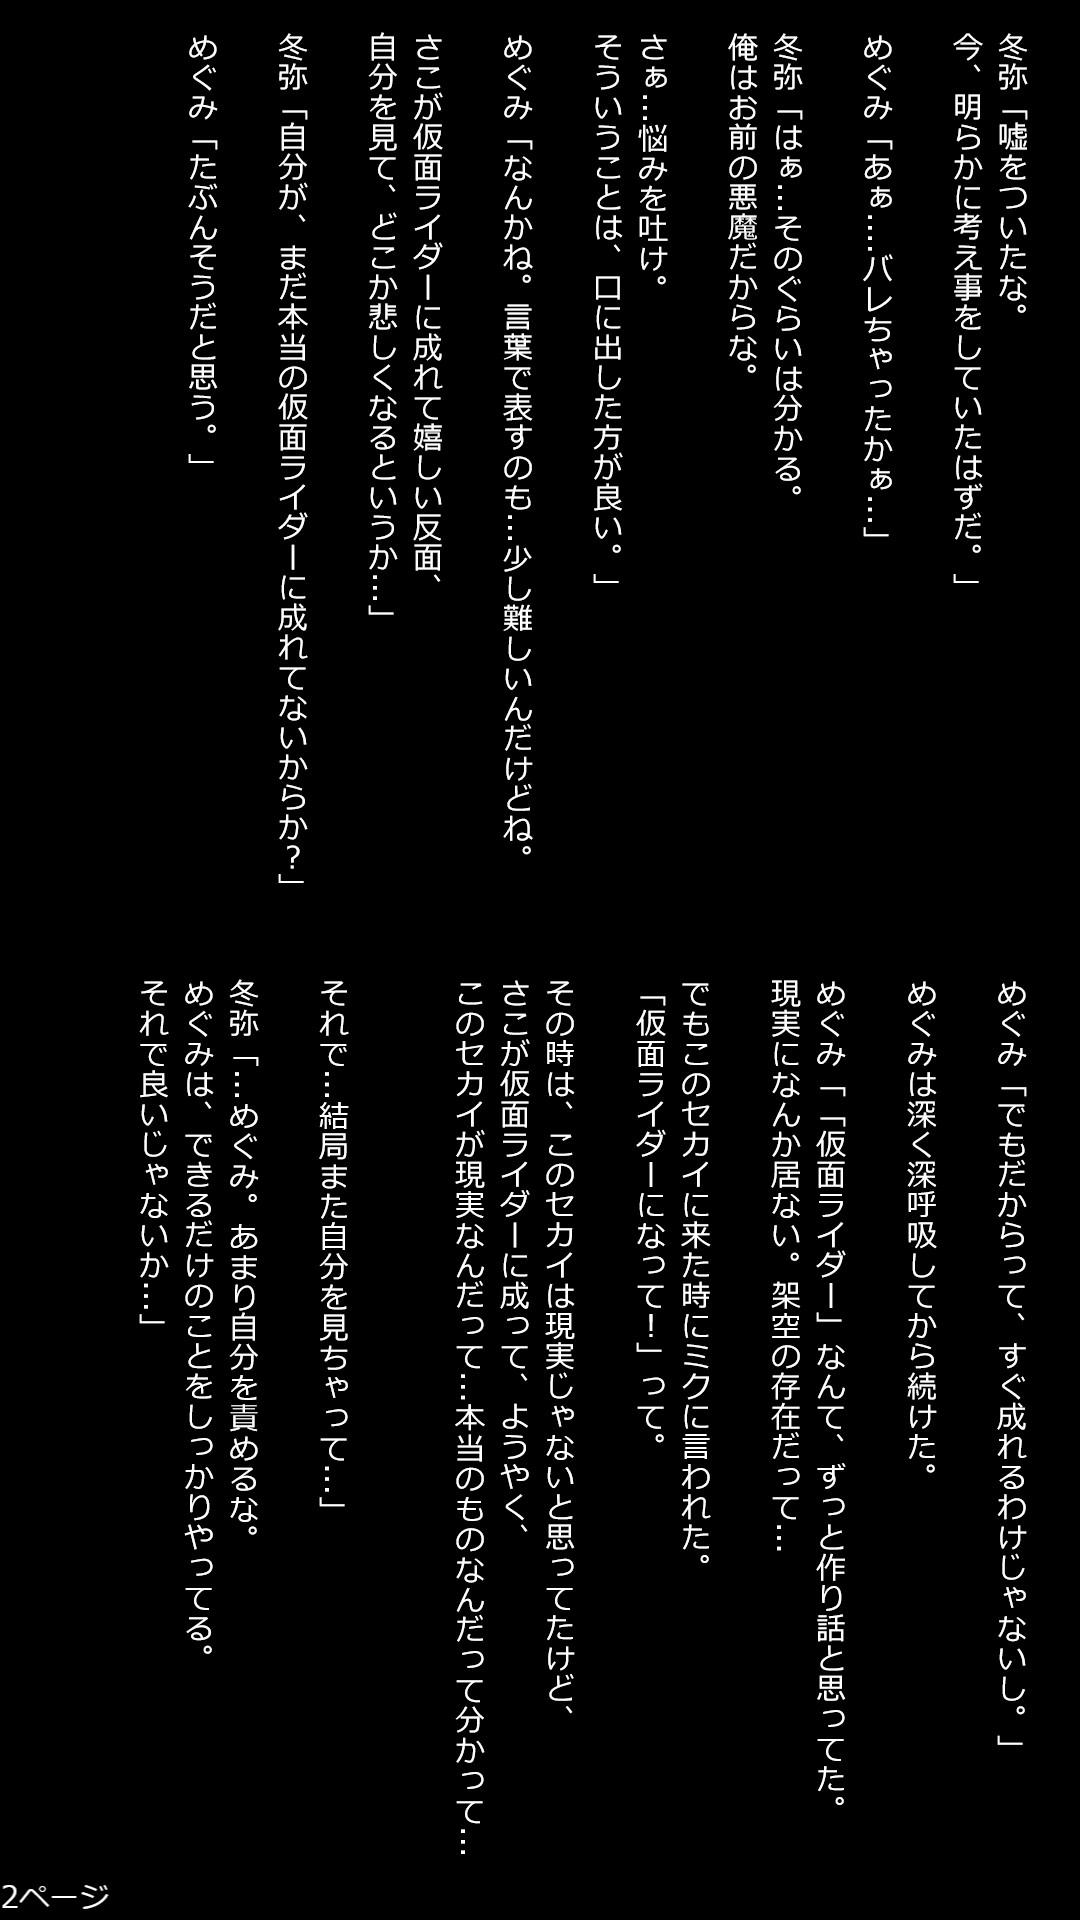 冬弥「嘘をついたな。
今、明らかに考え事をしていたはずだ。」
めぐみ「あぁ…バレちゃったかぁ…」
冬弥「はぁ…そのぐらいは分かる。
俺はお前の悪魔だからな。
さぁ…悩みを吐け。
そういうことは、口に出した方が良い。」
めぐみ「なんかね。言葉で表すのも…少し難しいんだけどね。
さこが仮面ライダーに成れて嬉しい反面、
自分を見て、どこか悲しくなるというか…」
冬弥「自分が、まだ本当の仮面ライダーに成れてないからか？」
めぐみ「たぶんそうだと思う。」
めぐみ「でもだからって、すぐ成れるわけじゃないし。」
めぐみは深く深呼吸してから続けた。
めぐみ「「仮面ライダー」なんて、ずっと作り話と思ってた。
現実になんか居ない。架空の存在だって…
でもこのセカイに来た時にミクに言われた。
「仮面ライダーになって！」って。
その時は、このセカイは現実じゃないと思ってたけど、
さこが仮面ライダーに成って、ようやく、
このセカイが現実なんだって…本当のものなんだって分かって…
それで…結局また自分を見ちゃって…」
冬弥「…めぐみ。あまり自分を責めるな。
めぐみは、できるだけのことをしっかりやってる。
それで良いじゃないか…」
2ページ